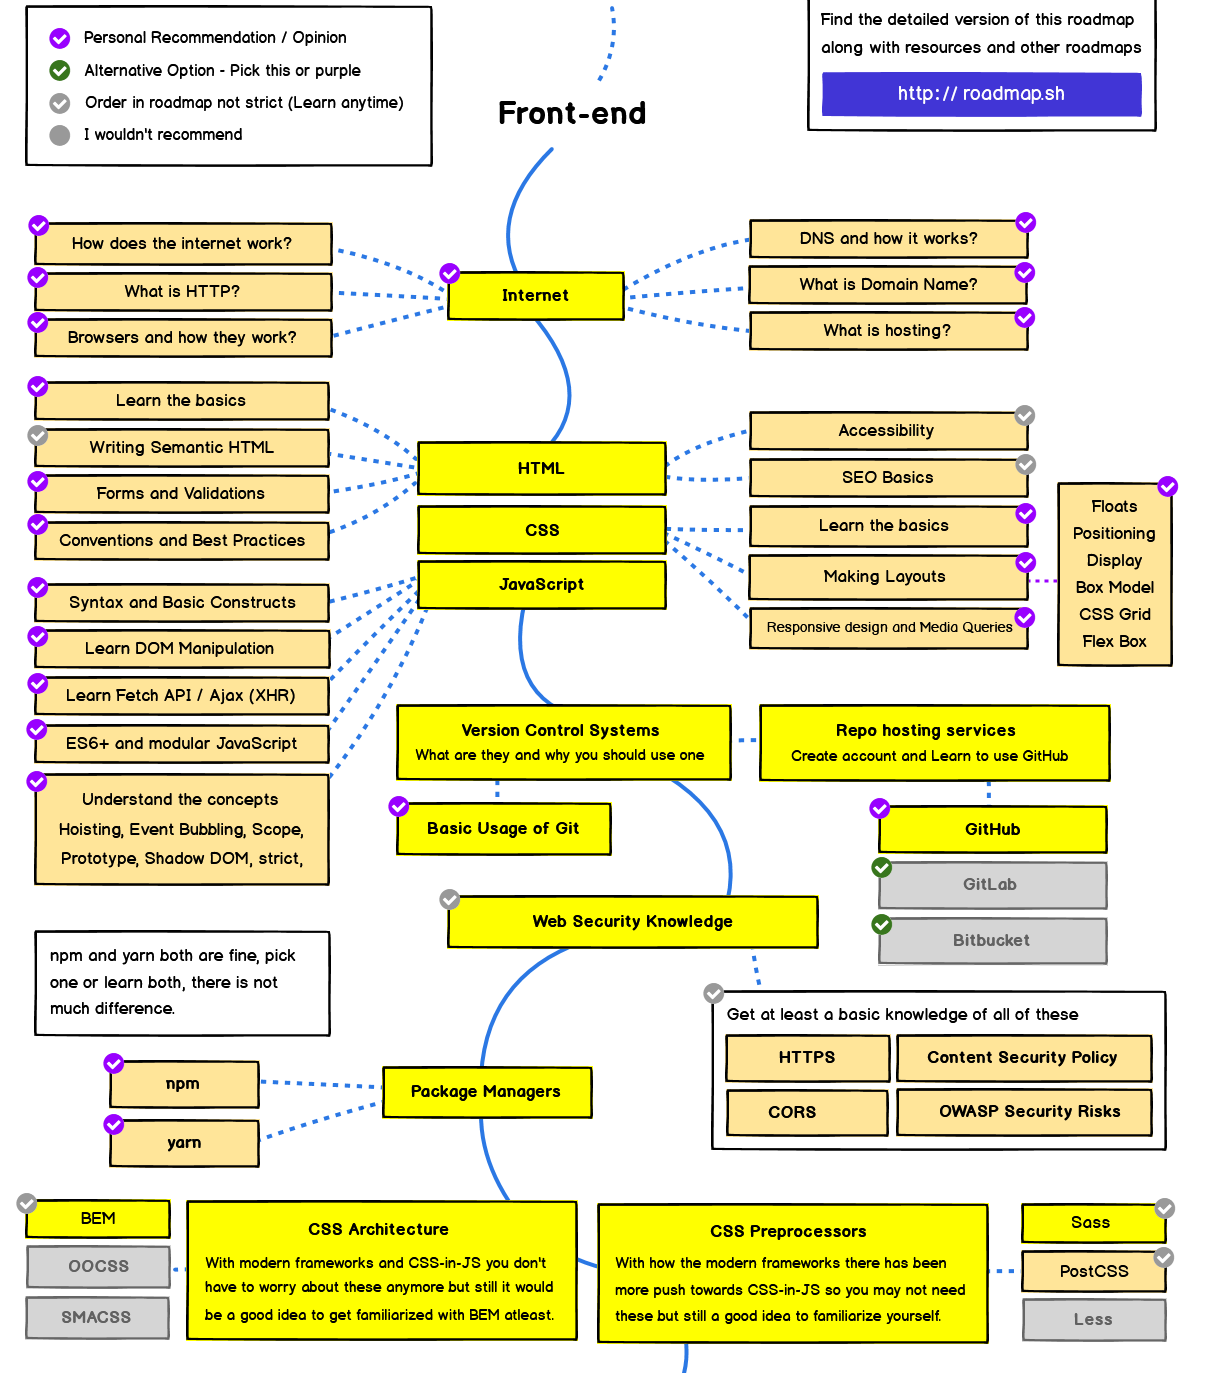 Personal Recommendation / Opinion
Alternative Option - Pick this or purple
Order in roadmap not strict (Learn anytime)
I wouldn't recommend
Find the detailed version of this roadmap
along with resources and other roadmaps
http://roadmap.sh
Front-end
How does the internet work?
What is HTTP?
Browsers and how they work?
Internet
DNS and how it works?
What is Domain Name?
What is hosting?
Learn the basics
Writing Semantic HTML
Forms and Validations
Conventions and Best Practices
HTML
CSS
JavaScript
Accessibility
SEO Basics
Learn the basics
Making Layouts
Responsive design and Media Queries
Floats
Positioning
Display
Box Model
CSS Grid
Flex Box
Syntax and Basic Constructs
Learn DOM Manipulation
Learn Fetch API / Ajax (XHR)
ES6+ and modular JavaScript
Understand the concepts
Hoisting, Event Bubbling, Scope,
Prototype, Shadow DOM, strict,
Version Control Systems
What are they and why you should use one
Repo hosting services
Create account and Learn to use GitHub
Basic Usage of Git
GitHub
GitLab
Bitbucket
Web Security Knowledge
Get at least a basic knowledge of all of these
HTTPS
Content Security Policy
CORS
OWASP Security Risks
npm and yarn both are fine, pick
one or learn both, there is not
much difference.
npm
yarn
Package Managers
BEM
OOCSS
SMACSS
CSS Architecture
With modern frameworks and CSS-in-JS you don't
have to worry about these anymore but still it would
be a good idea to get familiarized with BEM atleast.
CSS Preprocessors
With how the modern frameworks there has been
more push towards CSS-in-JS so you may not need
these but still a good idea to familiarize yourself.
Sass
PostCSS
Less